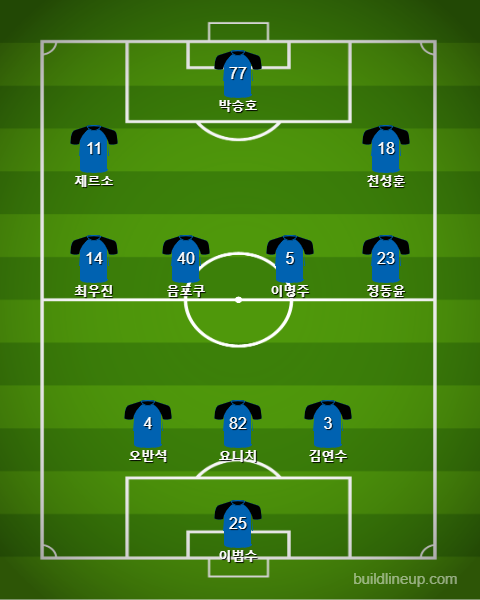 77
박승호
11
제르소
18
천성훈
14
최우진
40
음포쿠
5
이명주
23
정동윤
4
오반석
82
요니치
3
김연수
25
이범수
buildlineup.com